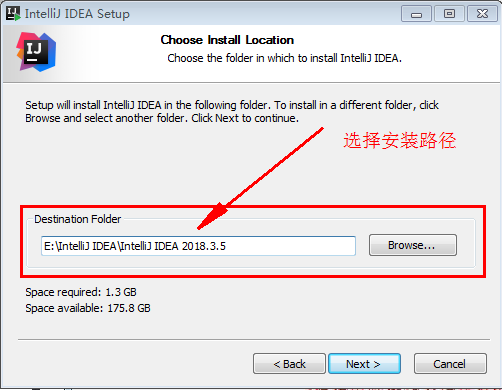 IntelliJ IDEA Setup
IJ
Choose Install Location
Choose the folder in which to install IntelliJ IDEA.
Setup will install IntelliJ IDEA in the following folder. To install in a different folder, click
Browse and select another folder. Click Next to continue.
选择安装路径
Destination Folder
E:\IntelliJ IDEA\IntelliJ IDEA 2018.3.5
Browse...
Space required: 1.3 GB
Space available: 175.8 GB
< Back
Next >
Cancel